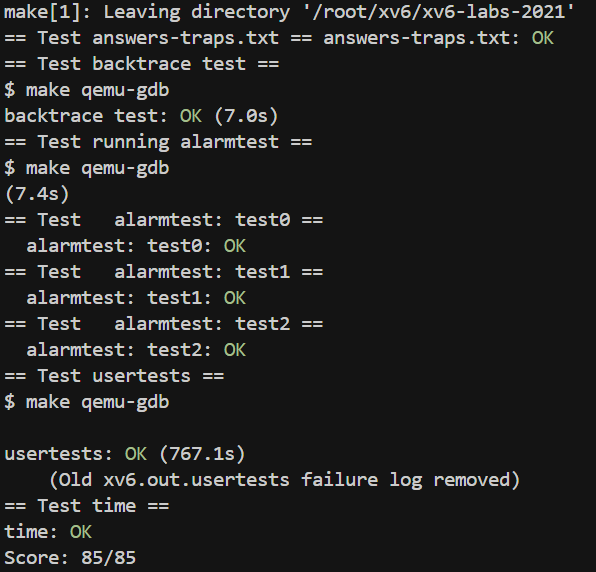 make[1]: Leaving directory '/root/xv6/xv6-labs-2021'
== Test answers-traps.txt == answers-traps.txt: OK
== Test backtrace test ==
$ make qemu-gdb
backtrace test: OK (7.0s)
== Test running alarmtest ==
$ make qemu-gdb
(7.4s)
== Test   alarmtest: test0 ==
  alarmtest: test0: OK
== Test   alarmtest: test1 ==
  alarmtest: test1: OK
== Test   alarmtest: test2 ==
  alarmtest: test2: OK
== Test usertests ==
$ make qemu-gdb

usertests: OK (767.1s)
    (Old xv6.out.usertests failure log removed)
== Test time ==
time: OK
Score: 85/85